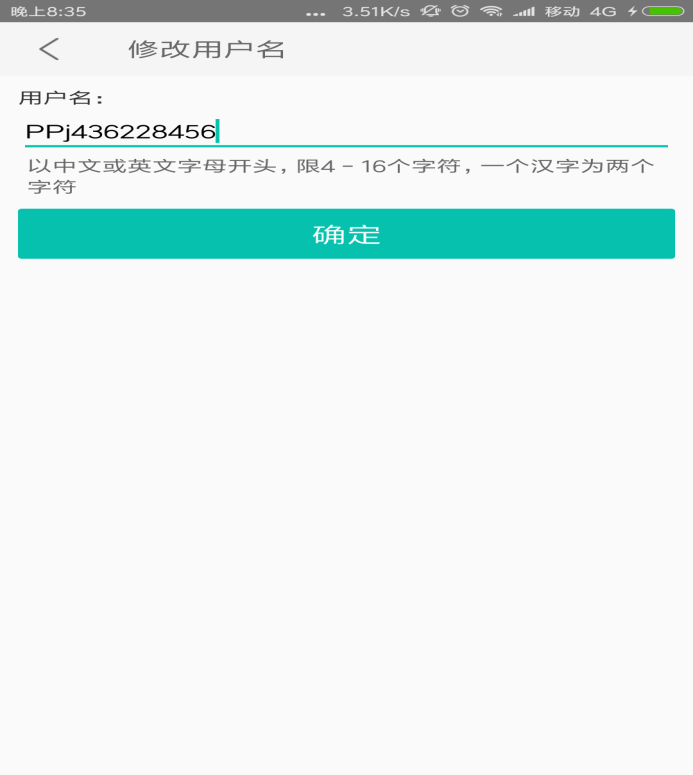 晚上8:35 ... 3.51K/s 移动 4G
修改用户名
用户名：
PPj436228456
以中文或英文字母开头，限4-16个字符，一个汉字为两个
字符
确定